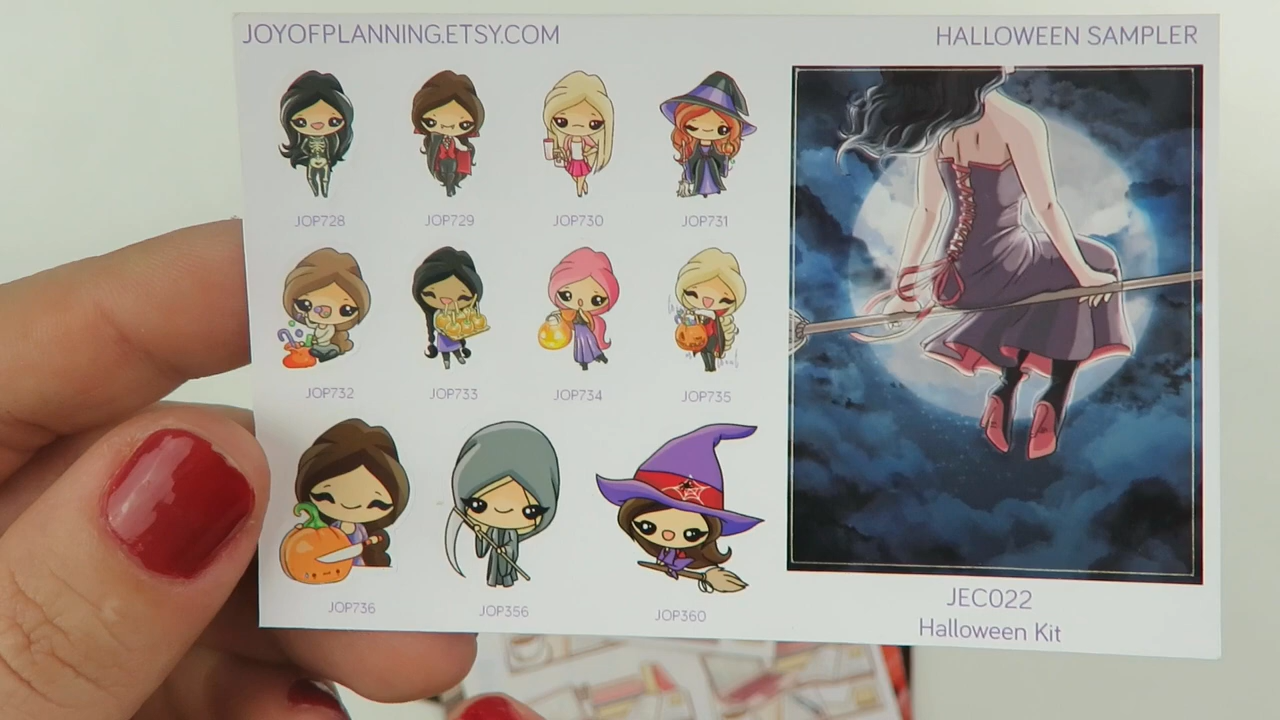 JOYOFPLANNING.ETSY.COM
HALLOWEEN SAMPLER
JOP728
JOP729
JOP730
JOP731
JOP732
JOP733
JOP734
JOP735
JOP736
JOP356
JOP360
JEC022
Halloween Kit